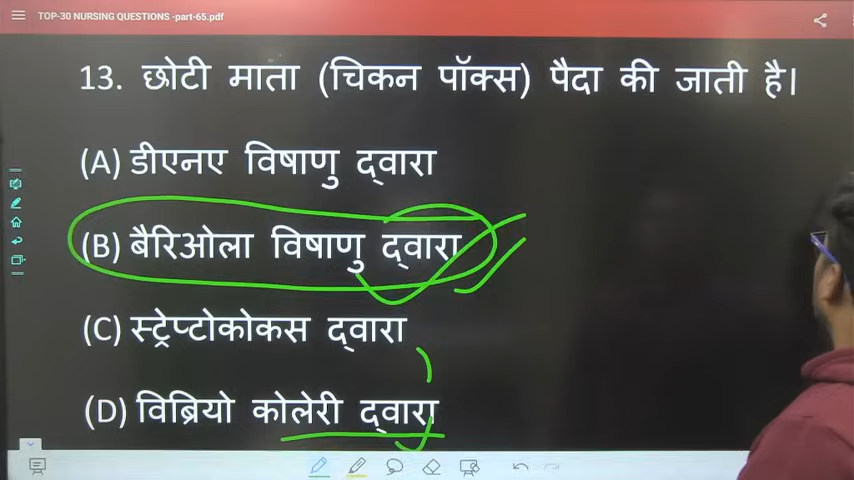 TOP-30 NURSING QUESTIONS -part-65.pdf
13. छोटी माता (चिकन पॉक्स) पैदा की जाती है।
(A) डीएनए विषाणु द्वारा
(B) बैरिओला विषाणु द्वारा
(C) स्ट्रेप्टोकोकस द्वारा
(D) विब्रियो कोलेरी द्वारा